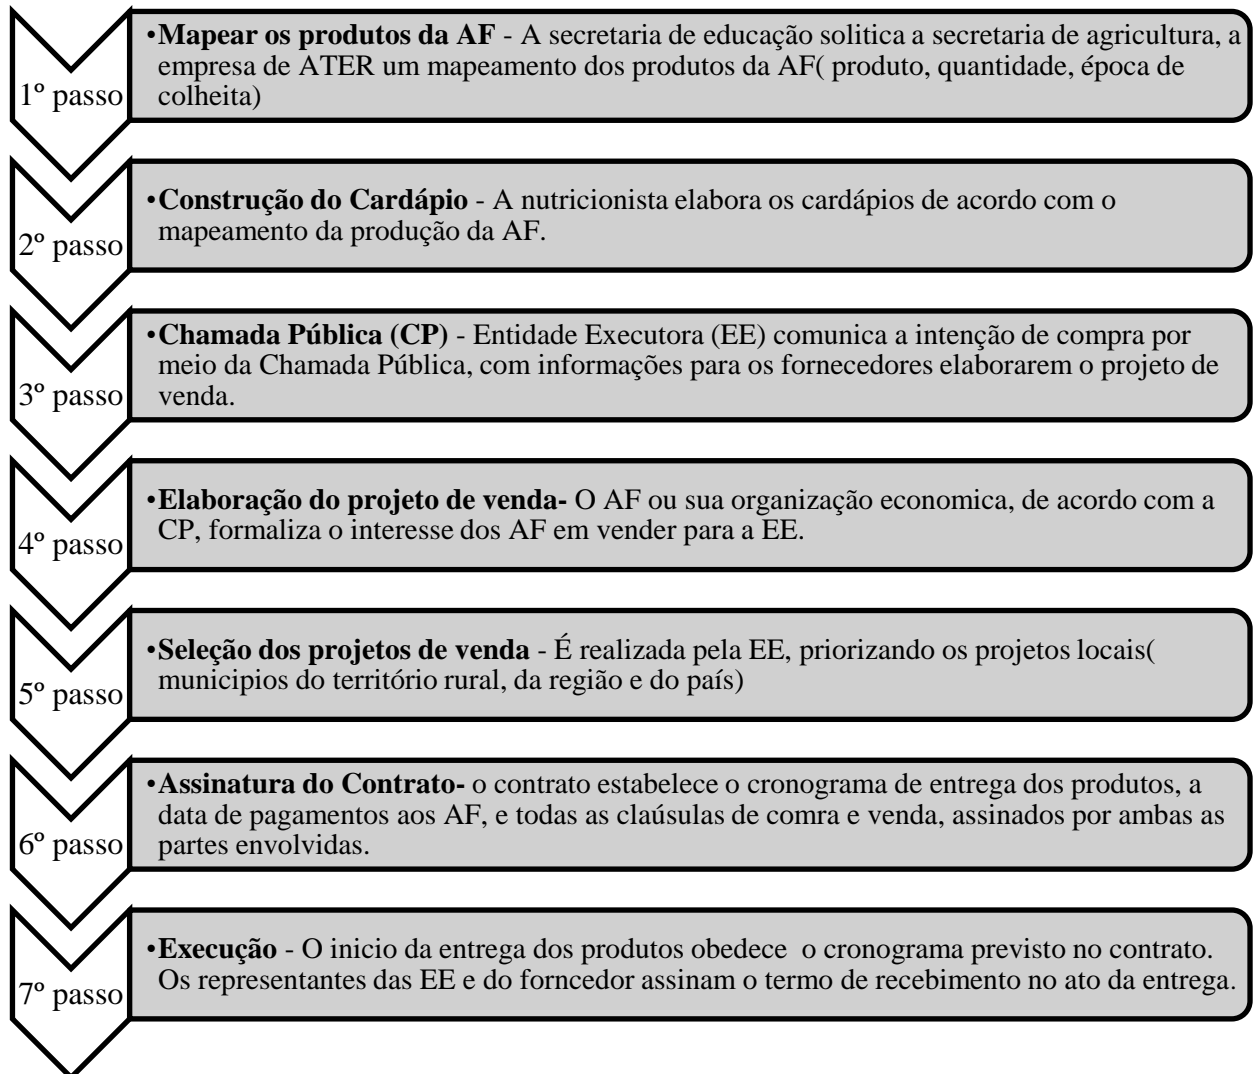 1º passo
•Mapear os produtos da AF - A secretaria de educação solitica a secretaria de agricultura, a
empresa de ATER um mapeamento dos produtos da AF( produto, quantidade, época de
colheita)
2º passo
•Construção do Cardápio - A nutricionista elabora os cardápios de acordo com o
mapeamento da produção da AF.
3º passo
•Chamada Pública (CP) - Entidade Executora (EE) comunica a intenção de compra por
meio da Chamada Pública, com informações para os fornecedores elaborarem o projeto de
venda.
4º passo
•Elaboração do projeto de venda- O AF ou sua organização economica, de acordo com a
CP, formaliza o interesse dos AF em vender para a EE.
5º passo
•Seleção dos projetos de venda - É realizada pela EE, priorizando os projetos locais(
municipios do território rural, da região e do país)
6º passo
•Assinatura do Contrato- o contrato estabelece o cronograma de entrega dos produtos, a
data de pagamentos aos AF, e todas as claúsulas de comra e venda, assinados por ambas as
partes envolvidas.
7º passo
•Execução - O inicio da entrega dos produtos obedece  o cronograma previsto no contrato.
Os representantes das EE e do forncedor assinam o termo de recebimento no ato da entrega.